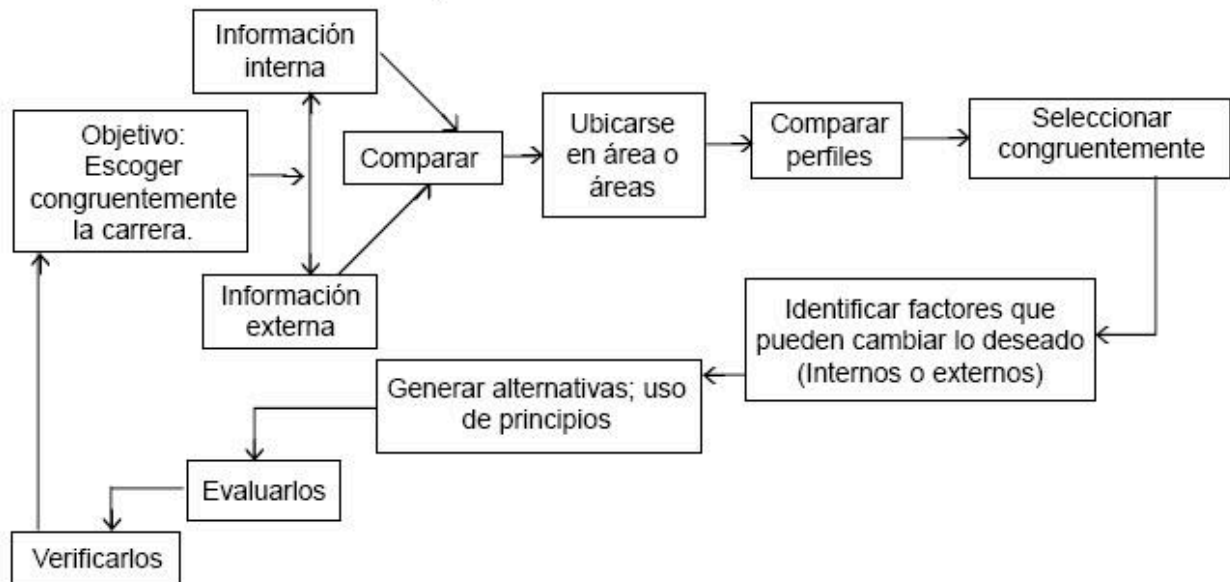 Información
interna
Objetivo:
Escoger
congruentemente
la carrera.
Información
externa
Comparar
Ubicarse
en área o
áreas
Comparar
perfiles
Seleccionar
congruentemente
Identificar factores que
pueden cambiar lo deseado
(Internos o externos)
Generar alternativas; uso
de principios
Evaluarlos
Verificarlos